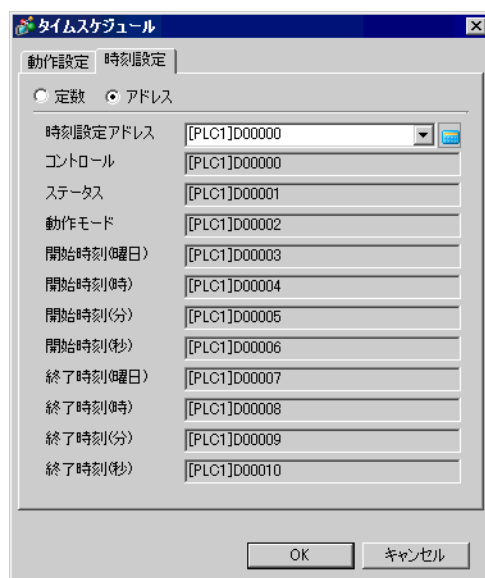 タイムスケジュール
動作設定 時刻設定
定数 アドレス
時刻設定アドレス [PLC1]D00000
コントロール [PLC1]D00000
ステータス [PLC1]D00001
動作モード [PLC1]D00002
開始時刻(曜日) [PLC1]D00003
開始時刻(時) [PLC1]D00004
開始時刻(分) [PLC1]D00005
開始時刻(秒) [PLC1]D00006
終了時刻(曜日) [PLC1]D00007
終了時刻(時) [PLC1]D00008
終了時刻(分) [PLC1]D00009
終了時刻(秒) [PLC1]D00010
OK キャンセル